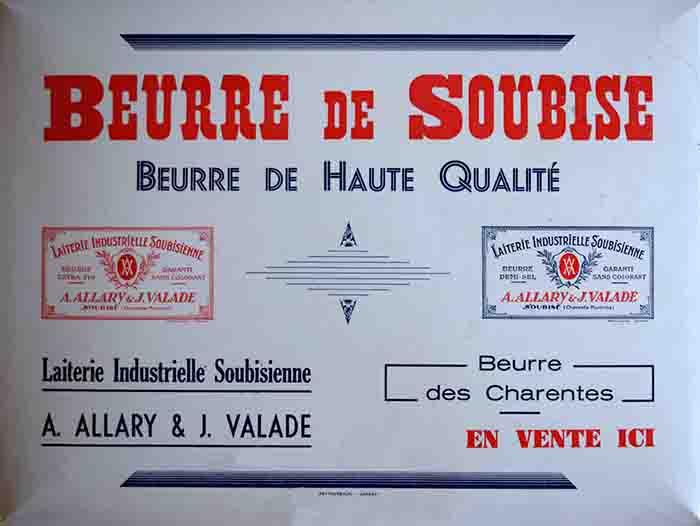 BEURRE DE SOUBISE
BEURRE DE HAUTE QUALITÉ
LAITERIE INDUSTRIELLE SOUBISIENNE
BEURRE EXTRA-FIN
GARANTI SANS COLORANT
A. ALLARY & J. VALADE
SOUBISE (Charente-Maritime)
LAITERIE INDUSTRIELLE SOUBISIENNE
BEURRE DEMI-SEL
GARANTI SANS COLORANT
A. ALLARY & J. VALADE
SOUBISE (Charente-Maritime)
Laiterie Industrielle Soubisienne
A. ALLARY & J. VALADE
Beurre
des Charentes
EN VENTE ICI